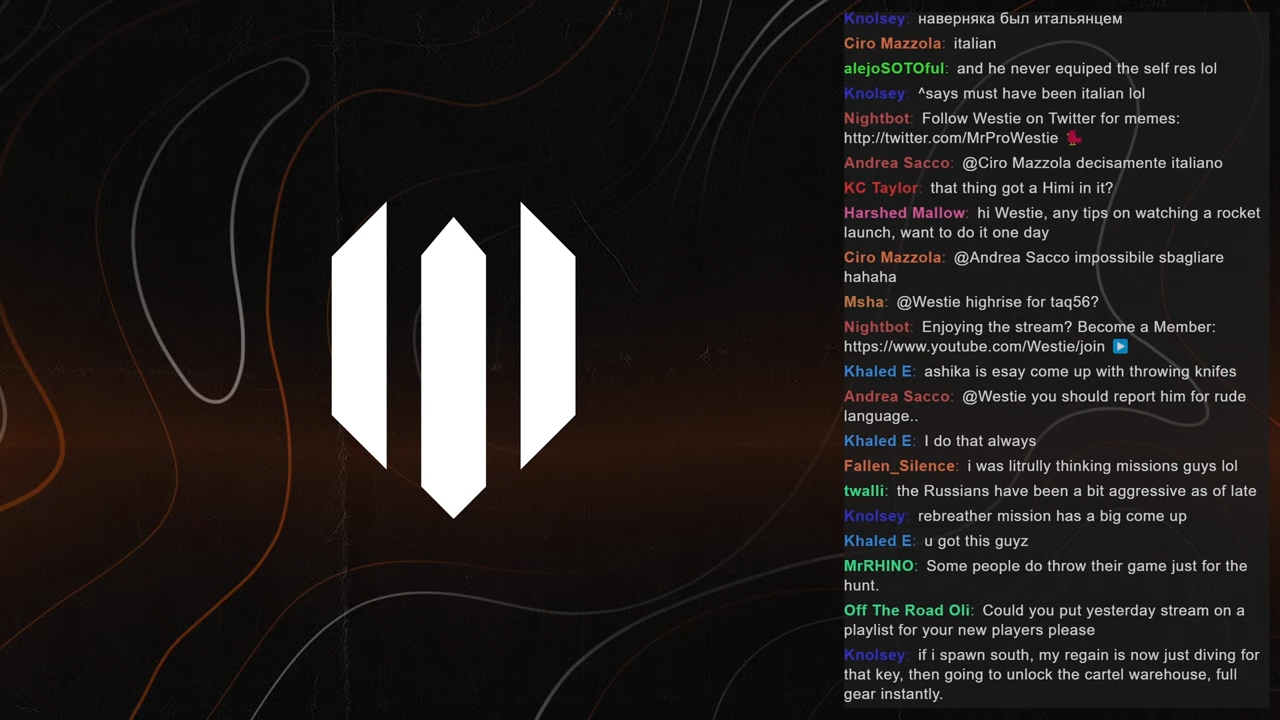 Knolsey: наверняка был итальянцем
Ciro Mazzola: italian
alejoSOTOful: and he never equiped the self res lol
Knolsey: ^says must have been italian lol
Nightbot: Follow Westie on Twitter for memes:
http://twitter.com/MrProWestie
Andrea Sacco: @Ciro Mazzola decisamente italiano
KC Taylor: that thing got a Himi in it?
Harshed Mallow: hi Westie, any tips on watching a rocket
launch, want to do it one day
Ciro Mazzola: @Andrea Sacco impossibile sbagliare
hahaha
Msha: @Westie highrise for taq56?
Nightbot: Enjoying the stream? Become a Member:
https://www.youtube.com/Westie/join
Khaled E: ashika is esay come up with throwing knifes
Andrea Sacco: @Westie you should report him for rude
language..
Khaled E: I do that always
Fallen_Silence: i was litrully thinking missions guys lol
twalli: the Russians have been a bit aggressive as of late
Knolsey: rebreather mission has a big come up
Khaled E: u got this guyz
MrRHINO: Some people do throw their game just for the
hunt.
Off The Road Oli: Could you put yesterday stream on a
playlist for your new players please
Knolsey: if i spawn south, my regain is now just diving for
that key, then going to unlock the cartel warehouse, full
gear instantly.